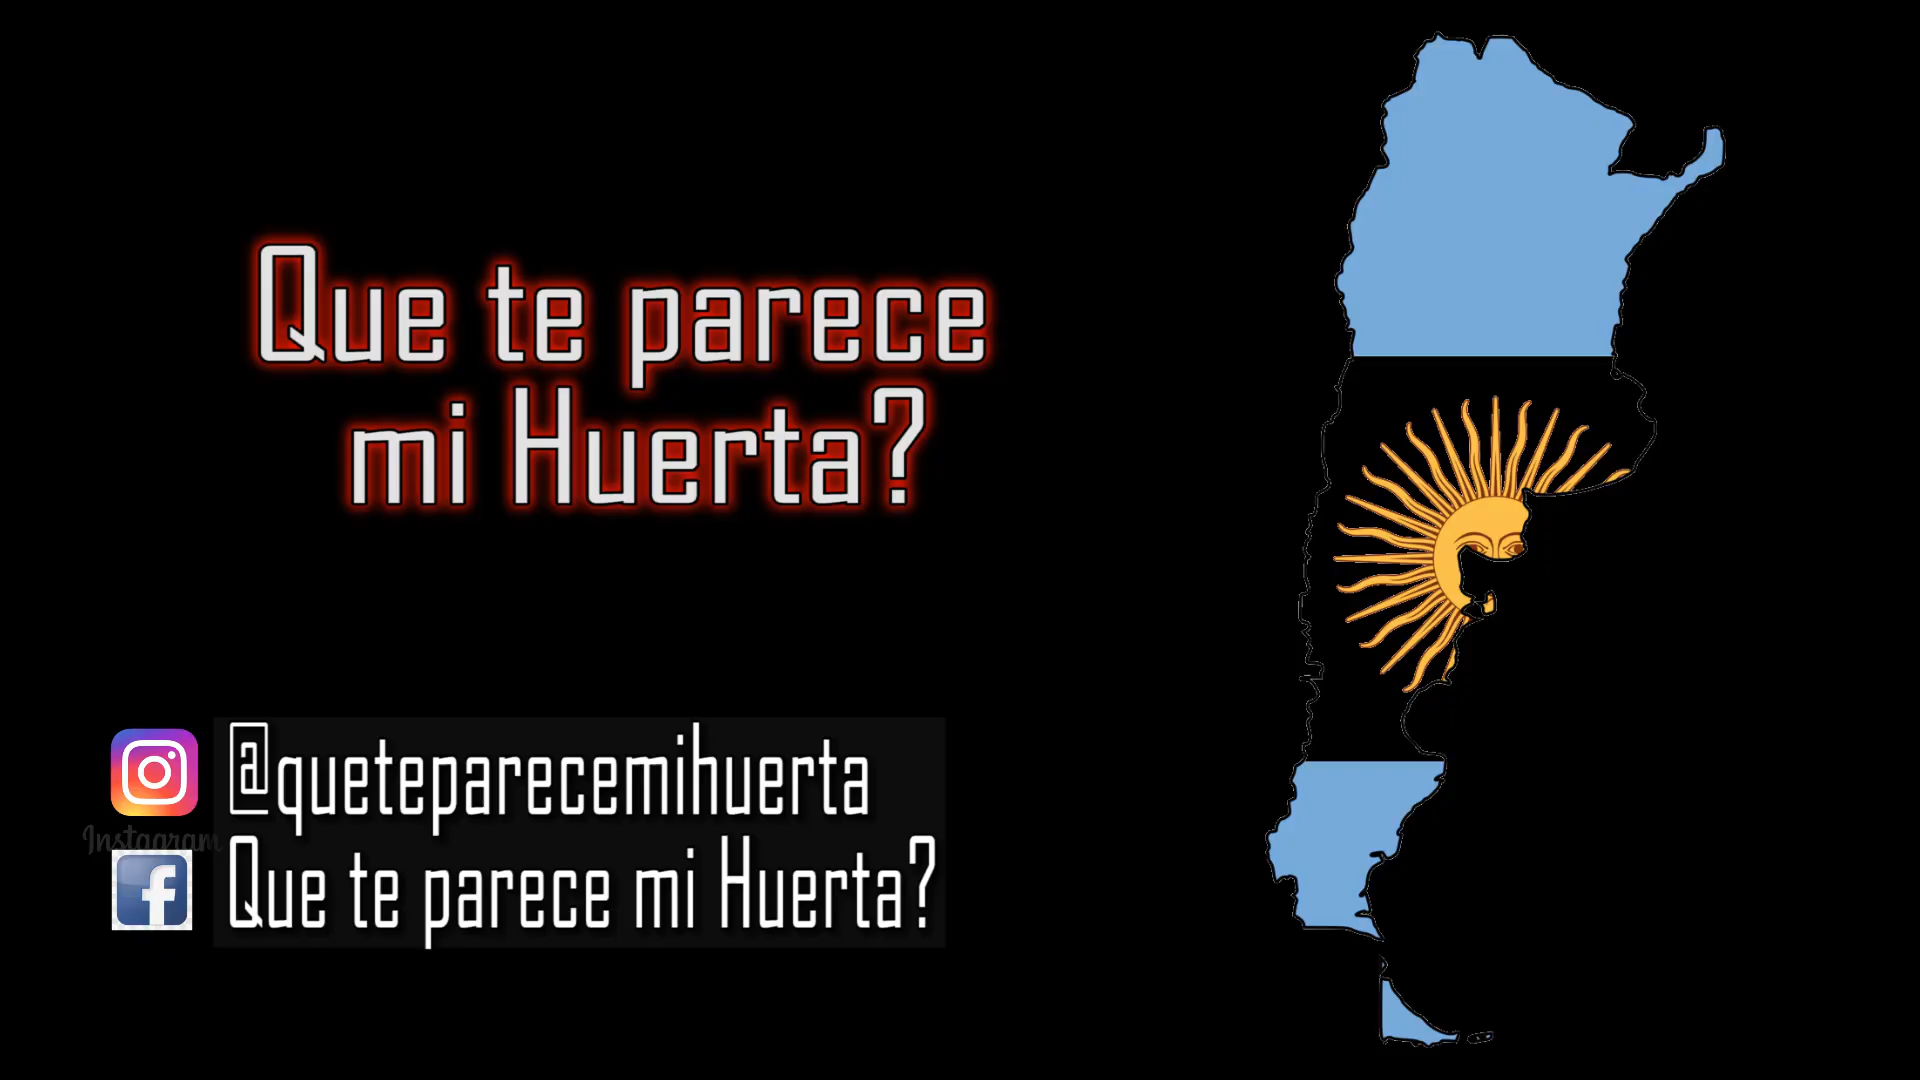 Que te parece
mi Huerta?
@queteparecemihuerta
Instagram
Que te parece mi Huerta?